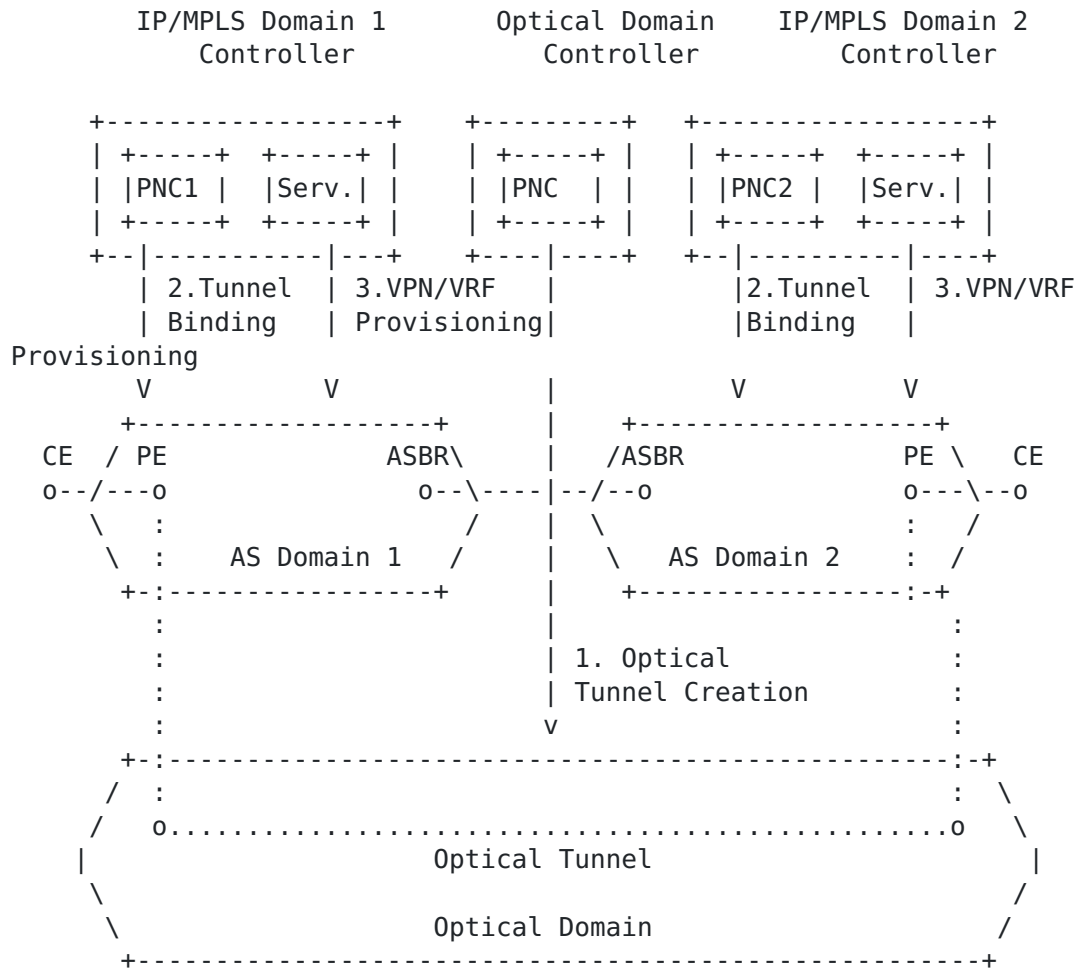 IP/MPLS Domain 1 Optical Domain IP/MPLS Domain 2
Controller Controller Controller
|PNC1 | |Serv.| | | |PNC | | | |PNC2 | |Serv.| |
| 2.Tunnel | 3.VPN/VRF | |2.Tunnel | 3.VPN/VRF
| Binding | Provisioning| |Binding |
Provisioning
V V | V V
CE / PE ASBR\ | /ASBR PE \ CE
o--/---o o--\----|--/--o o---\--o
\ : AS Domain 1 / | \ AS Domain 2 : /
| 1. Optical
| Tunnel Creation
v
o..................................................o
| Optical Tunnel |
\ Optical Domain /